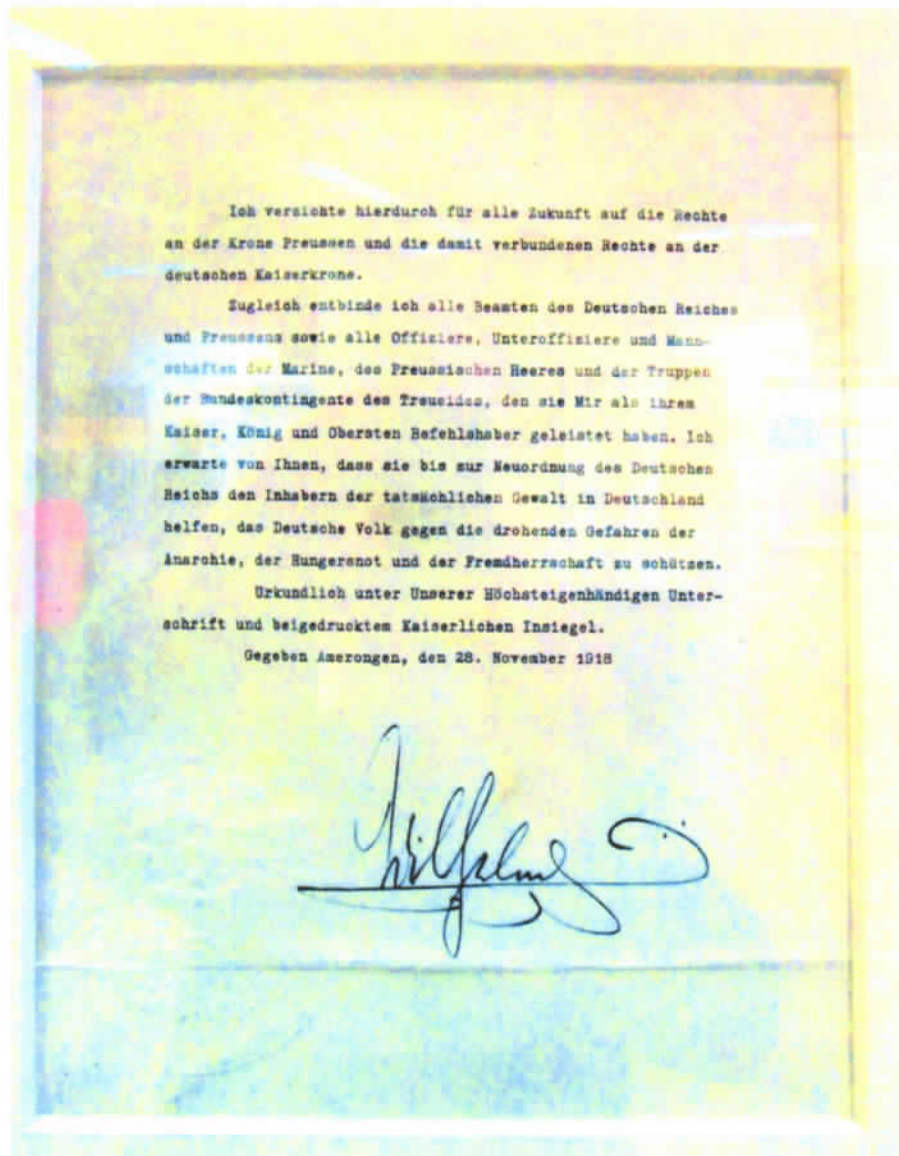 Ich verzichte hierdurch für alle Zukunft auf die Rechte
an der Krone Preussen und die damit verbundenen Rechte an der
deutschen Kaiserkrone.
Zugleich entbinde ich alle Beamten des Deutschen Reiches
und Preussens sowie alle Offiziere, Unteroffiziere und Mann-
schaften der Marine, des Preussischen Heeres und der Truppen
der Bundeskontingente des Treueides, den sie Mir als ihrem
Kaiser, König und Obersten Befehlshaber geleistet haben. Ich
erwarte von Ihnen, dass sie bis zur Neuordnung des Deutschen
Reichs den Inhabern der tatsächlichen Gewalt in Deutschland
helfen, das Deutsche Volk gegen die drohenden Gefahren der
Anarchie, der Hungersnot und der Fremdherrschaft zu schützen.
Urkundlich unter Unserer Höchsteigenhändigen Unter-
schrift und beigedrucktem Kaiserlichen Insiegel.
Gegeben Amerongen, den 28. November 1918
Wilhelm